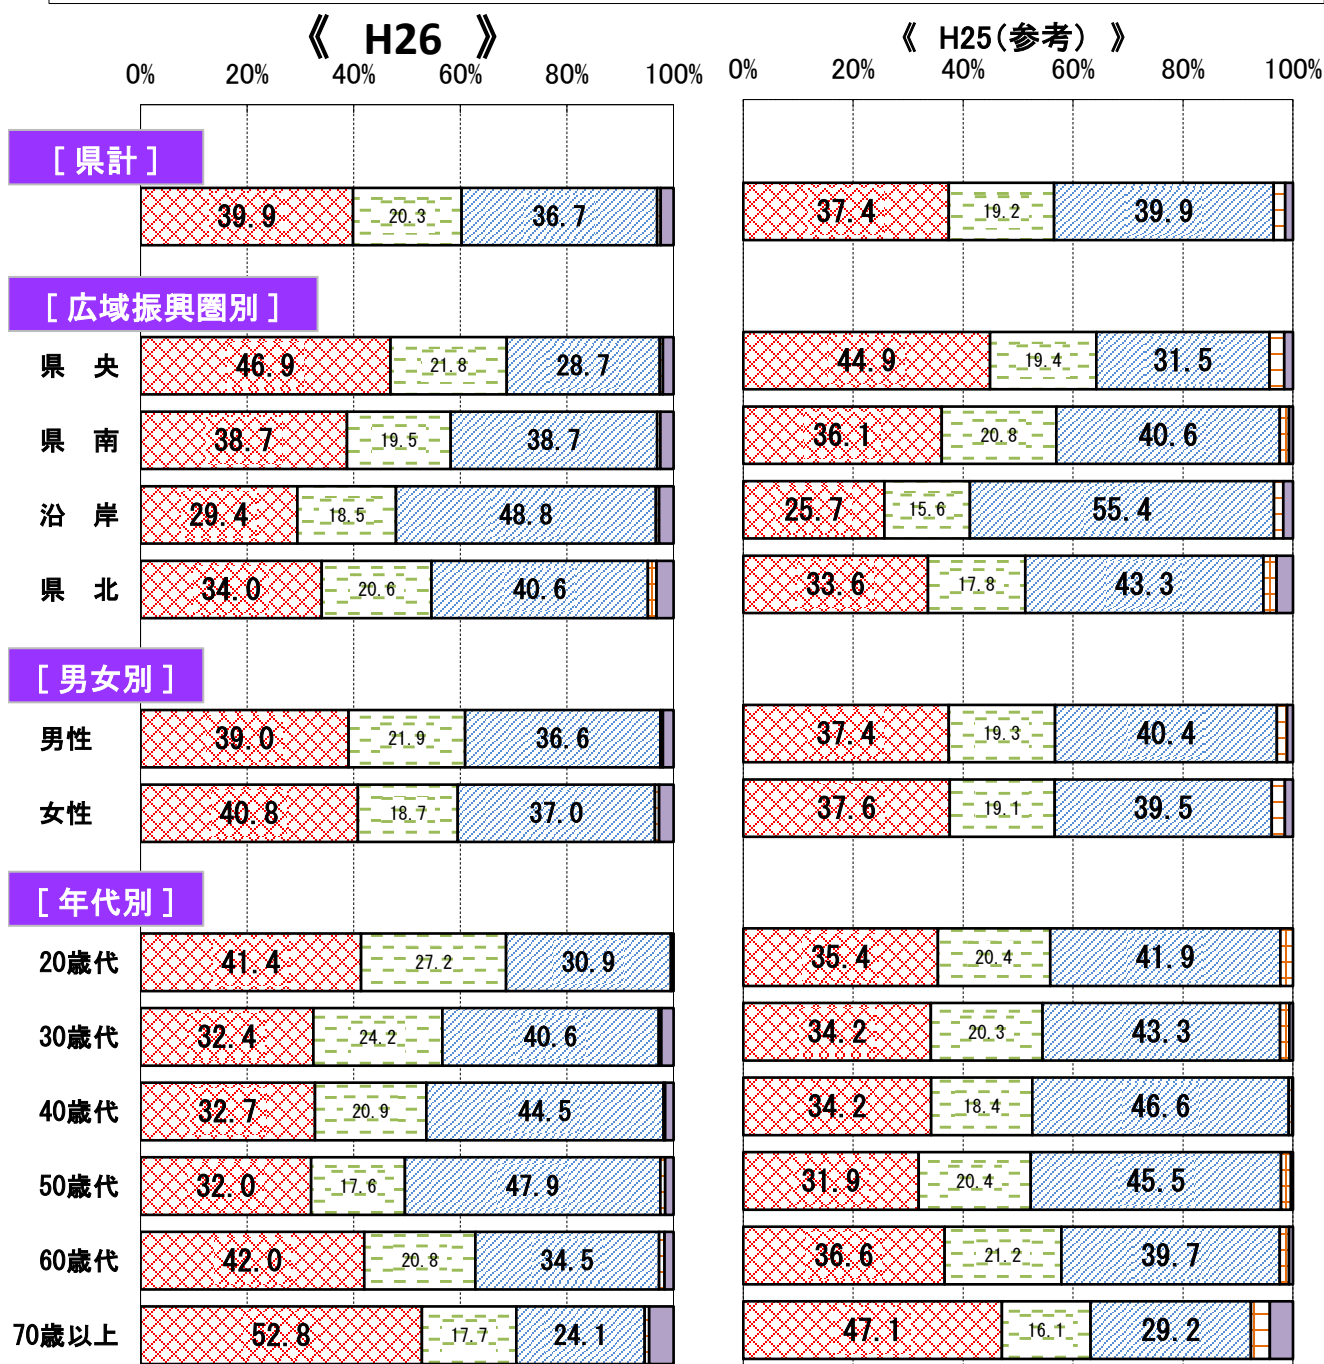 《 H26 》 《 H25(参考) 》
0% 20% 40% 60% 80% 100% 0% 20% 40% 60% 80% 100%
[ 県計 ]
39.9 20.3 36.7 37.4 19.2 39.9
[ 広域振興圏別 ]
県 央 46.9 21.8 28.7 44.9 19.4 31.5
県 南 38.7 19.5 38.7 36.1 20.8 40.6
沿 岸 29.4 18.5 48.8 25.7 15.6 55.4
県 北 34.0 20.6 40.6 33.6 17.8 43.3
[ 男女別 ]
男性 39.0 21.9 36.6 37.4 19.3 40.4
女性 40.8 18.7 37.0 37.6 19.1 39.5
[ 年代別 ]
20歳代 41.4 27.2 30.9 35.4 20.4 41.9
30歳代 32.4 24.2 40.6 34.2 20.3 43.3
40歳代 32.7 20.9 44.5 34.2 18.4 46.6
50歳代 32.0 17.6 47.9 31.9 20.4 45.5
60歳代 42.0 20.8 34.5 36.6 21.2 39.7
70歳以上 52.8 17.7 24.1 47.1 16.1 29.2